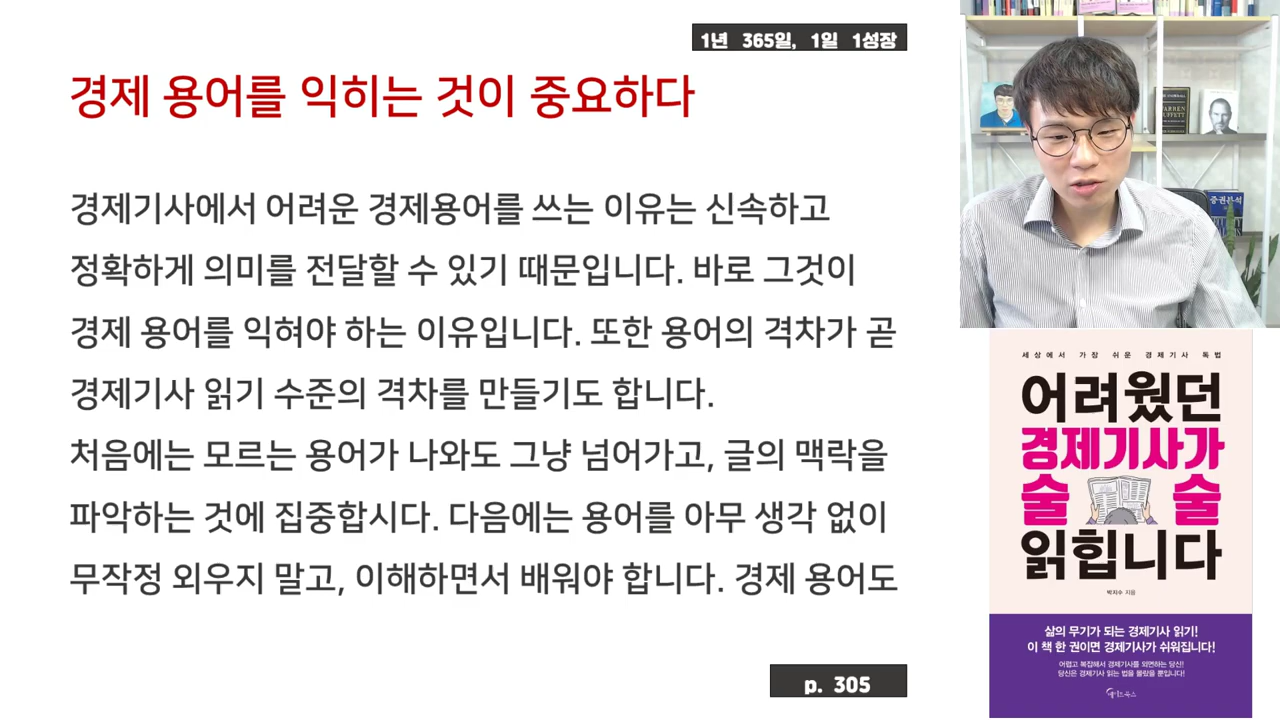 1년 365일, 1일 1성장
경제 용어를 익히는 것이 중요하다
경제기사에서 어려운 경제용어를 쓰는 이유는 신속하고
정확하게 의미를 전달할 수 있기 때문입니다. 바로 그것이
경제 용어를 익혀야 하는 이유입니다. 또한 용어의 격차가 곧
경제기사 읽기 수준의 격차를 만들기도 합니다.
처음에는 모르는 용어가 나와도 그냥 넘어가고, 글의 맥락을
파악하는 것에 집중합시다. 다음에는 용어를 아무 생각 없이
무작정 외우지 말고, 이해하면서 배워야 합니다. 경제 용어도
p. 305
WARREN
BUFFETT
증권분석
세상에서 가장 쉬운 경제기사 독법
어려웠던
경제기사가
술 술
읽힙니다
박지수 지음
삶의 무기가 되는 경제기사 읽기!
이 책 한 권이면 경제기사가 쉬워집니다!
어렵고 복잡해서 경제기사를 외면하는 당신!
당신은 경제기사 읽는 법을 몰랐을 뿐입니다!